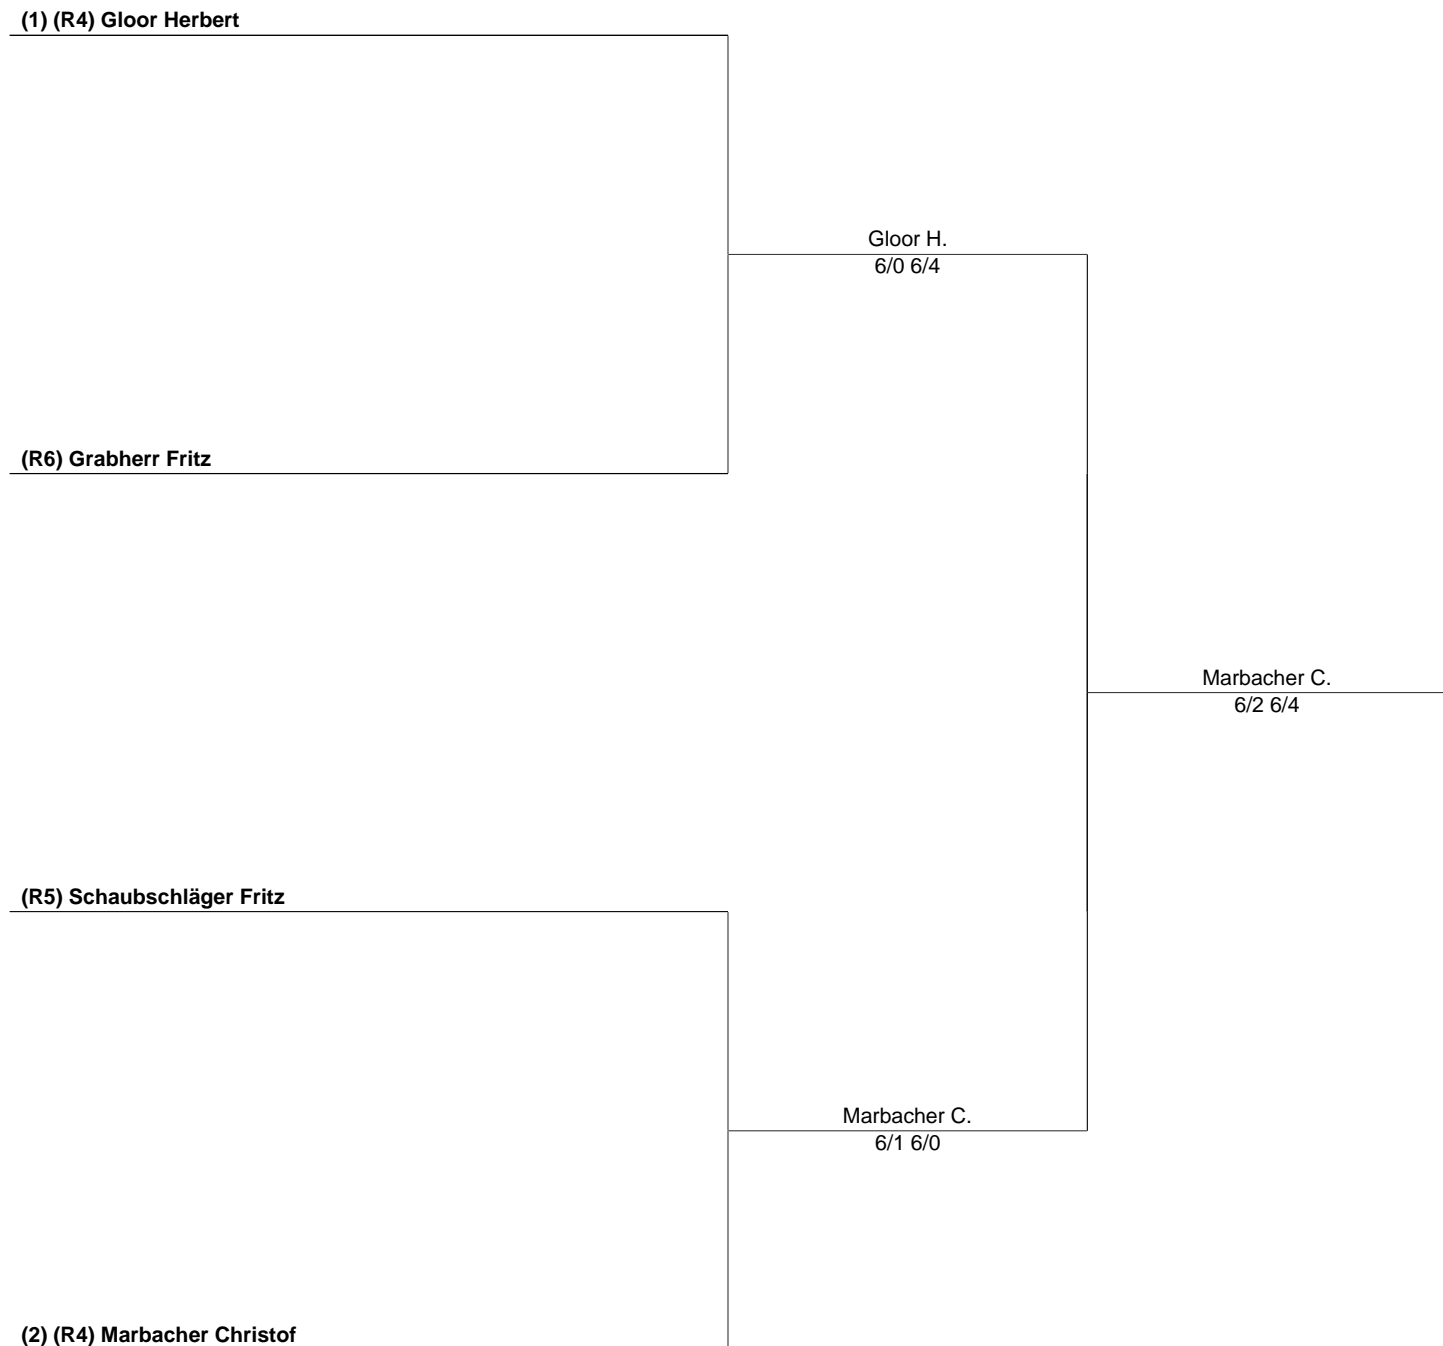 (1) (R4) Gloor Herbert
Gloor H.
6/0 6/4
(R6) Grabherr Fritz
Marbacher C.
6/2 6/4
(R5) Schaubschläger Fritz
Marbacher C.
6/1 6/0
(2) (R4) Marbacher Christof